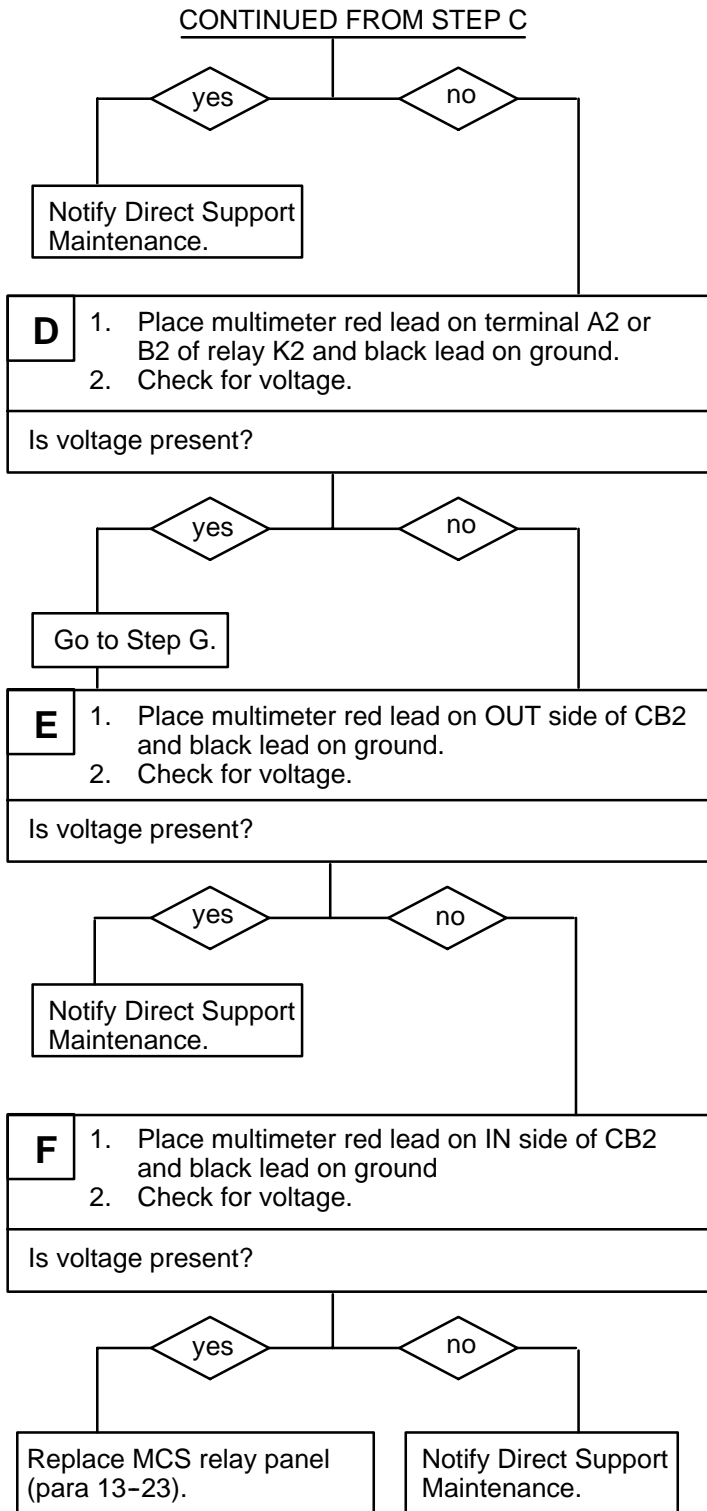 CONTINUED FROM STEP C
yes
no
Notify Direct Support
Maintenance.
D
1. Place multimeter red lead on terminal A2 or
B2 of relay K2 and black lead on ground.
2. Check for voltage.
Is voltage present?
yes
no
Go to Step G.
E
1. Place multimeter red lead on OUT side of CB2
and black lead on ground.
2. Check for voltage.
Is voltage present?
yes
no
Notify Direct Support
Maintenance.
F
1. Place multimeter red lead on IN side of CB2
and black lead on ground
2. Check for voltage.
Is voltage present?
yes
no
Replace MCS relay panel
(para 13-23).
Notify Direct Support
Maintenance.